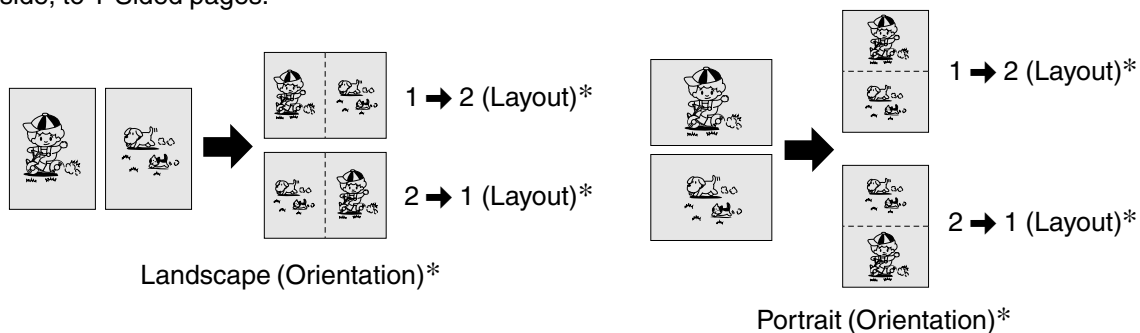 side, to 1-Sided pages.
1 ➡ 2 (Layout)*
2 ➡ 1 (Layout)*
Landscape (Orientation)*
1 ➡ 2 (Layout)*
2 ➡ 1 (Layout)*
Portrait (Orientation)*